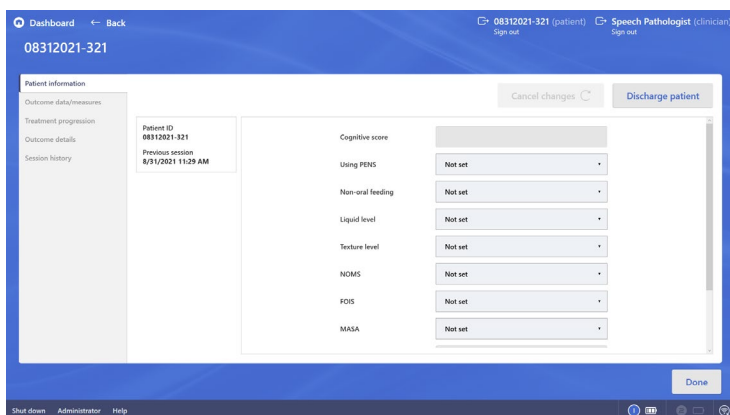 Dashboard ← Back
08312021-321 (patient) Speech Pathologist (clinician)
Sign out Sign out
08312021-321
Patient information
Cancel changes Discharge patient
Outcome data/measures
Treatment progression
Outcome details
Session history
Patient ID
08312021-321
Previous session
8/31/2021 11:29 AM
Cognitive score
Using PENS Not set
Non-oral feeding Not set
Liquid level Not set
Texture level Not set
NOMS Not set
FOIS Not set
MASA Not set
Done
Shut down Administrator Help